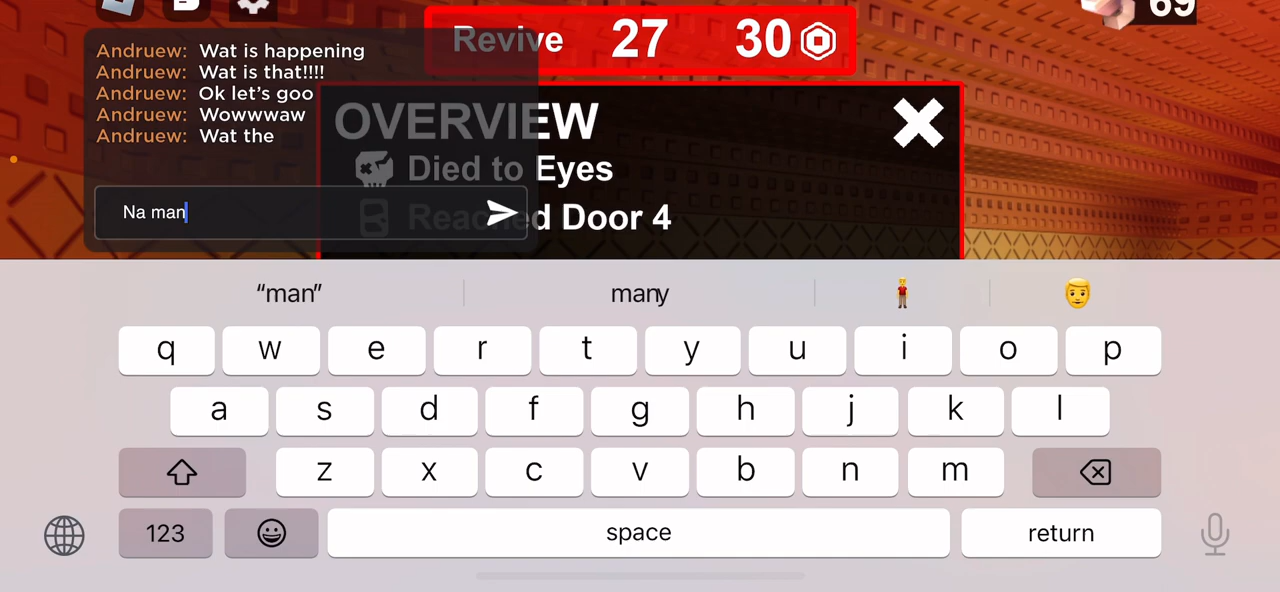 69
Revive 27 30
Andruew: Wat is happening
Andruew: Wat is that!!!!
Andruew: Ok let's goo
Andruew: Wowwwaw
Andruew: Wat the
OVERVIEW
Died to Eyes
Reached Door 4
Na man
“man” many
q w e r t y u i o p
a s d f g h j k l
z x c v b n m
123 space return